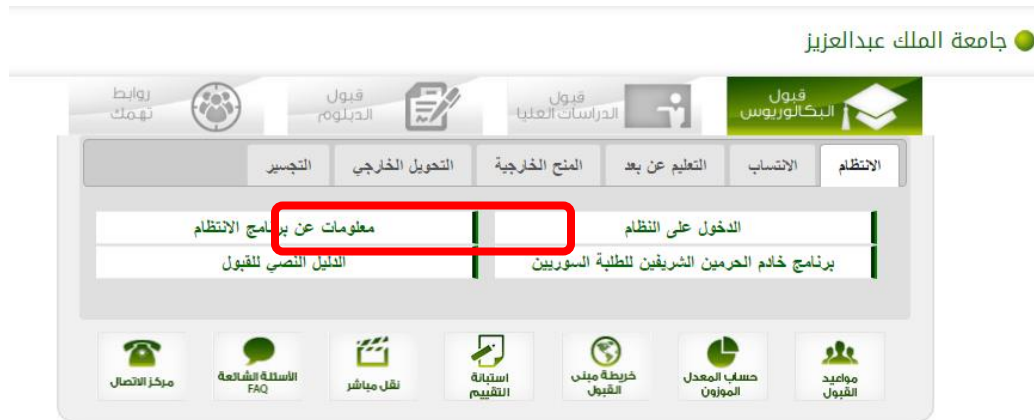 جامعة الملك عبدالعزيز
قبول
البكالوريوس
قبول
الدراسات العليا
قبول
الدبلوم
روابط
تهمك
الانتظام
الانتساب
التعليم عن بعد
المنح الخارجية
التحويل الخارجي
التجسير
الدخول على النظام
معلومات عن برنامج الانتظام
برنامج خادم الحرمين الشريفين للطلبة السوريين
الدليل النصي للقبول
مواعيد
القبول
حساب المعدل
الموزون
خريطة مبنى
القبول
استبانة
التقييم
نقل مباشر
الأسئلة الشائعة
FAQ
مركز الاتصال